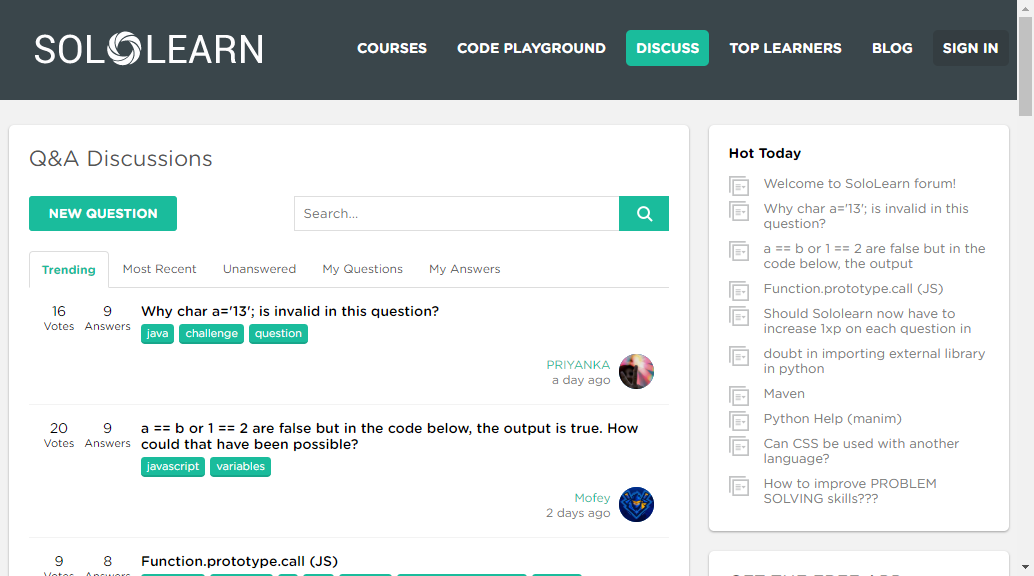 SOLOLEARN
COURSES
CODE PLAYGROUND
DISCUSS
TOP LEARNERS
BLOG
SIGN IN
Q&A Discussions
NEW QUESTION
Search...
Trending
Most Recent
Unanswered
My Questions
My Answers
16
Votes
9
Answers
Why char a='13'; is invalid in this question?
java
challenge
question
PRIYANKA
a day ago
20
Votes
9
Answers
a == b or 1 == 2 are false but in the code below, the output is true. How
could that have been possible?
javascript
variables
Mofey
2 days ago
9
Votes
8
Answers
Function.prototype.call (JS)
Hot Today
Welcome to SoloLearn forum!
Why char a='13'; is invalid in this
question?
a == b or 1 == 2 are false but in the
code below, the output
Function.prototype.call (JS)
Should Sololearn now have to
increase 1xp on each question in
doubt in importing external library
in python
Maven
Python Help (manim)
Can CSS be used with another
language?
How to improve PROBLEM
SOLVING skills???
GET THE FREE APP